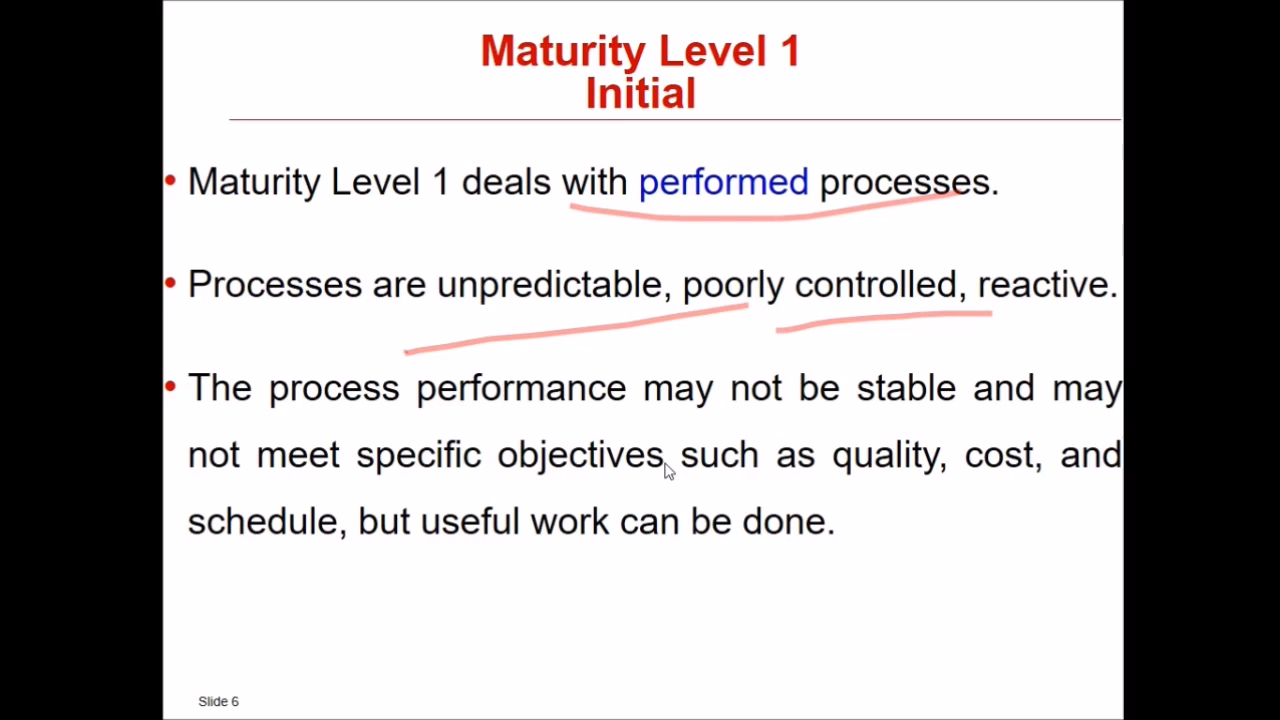 Maturity Level 1
Initial
• Maturity Level 1 deals with performed processes.
• Processes are unpredictable, poorly controlled, reactive.
• The process performance may not be stable and may
not meet specific objectives such as quality, cost, and
schedule, but useful work can be done.
Slide 6